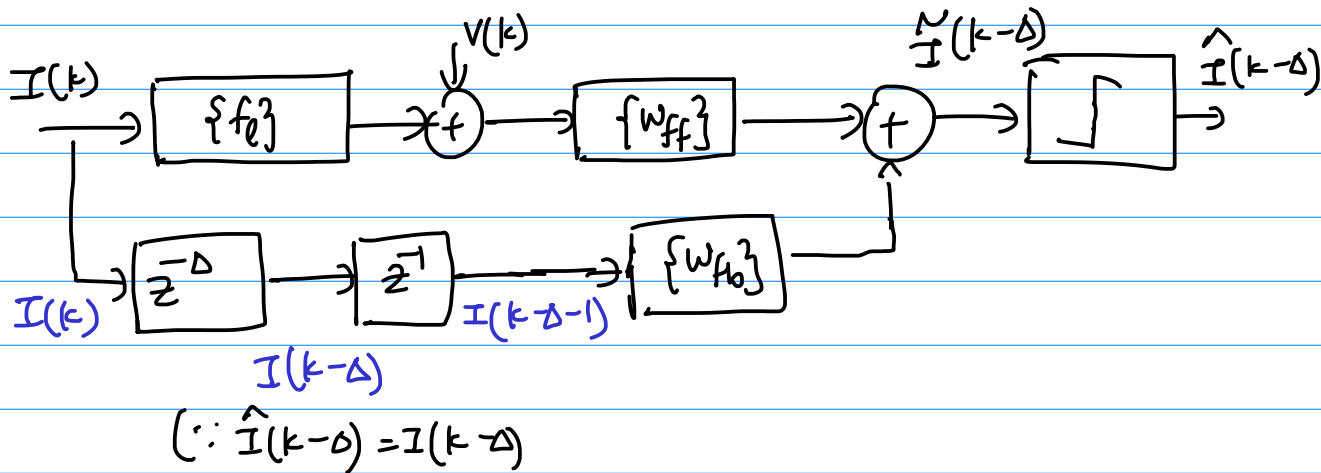 V(k)
Ĩ(k-Δ)
I(k)
{f_ℓ}
+
{W_ff}
+
Î(k-Δ)
z^-Δ
z^-1
{W_fb}
I(k)
I(k-Δ-1)
I(k-Δ)
(∵ Î(k-Δ) = I(k-Δ)